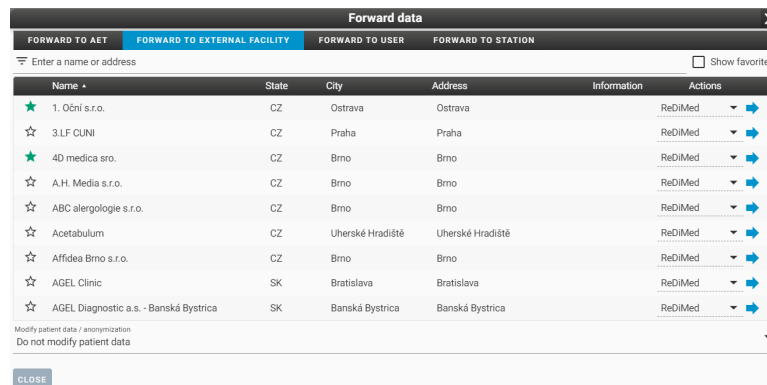 Forward data
FORWARD TO AET FORWARD TO EXTERNAL FACILITY FORWARD TO USER FORWARD TO STATION
Enter a name or address Show favorite
Name State City Address Information Actions
1. Oční s.r.o. CZ Ostrava Ostrava ReDiMed
3.LF CUNI CZ Praha Praha ReDiMed
4D medica sro. CZ Brno Brno ReDiMed
A.H. Media s.r.o. CZ Brno Brno ReDiMed
ABC alergologie s.r.o. CZ Brno Brno ReDiMed
Acetabulum CZ Uherské Hradiště Uherské Hradiště ReDiMed
Affidea Brno s.r.o. CZ Brno Brno ReDiMed
AGEL Clinic SK Bratislava Bratislava ReDiMed
AGEL Diagnostic a.s. - Banská Bystrica SK Banská Bystrica Banská Bystrica ReDiMed
Modify patient data / anonymization
Do not modify patient data
CLOSE